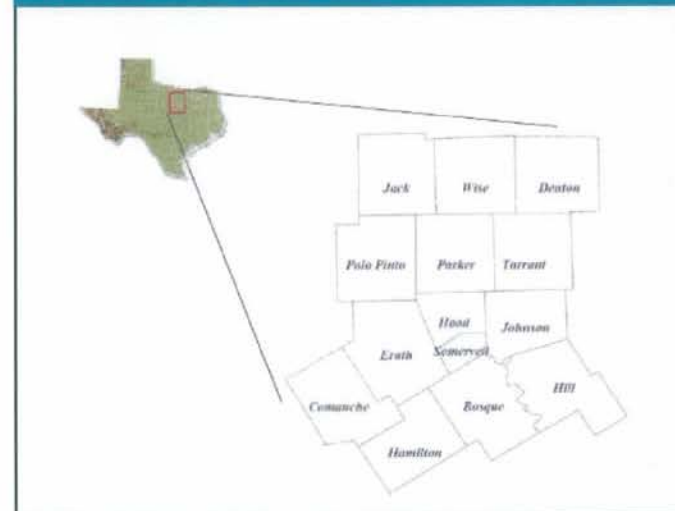 Jack Wise Denton
Palo Pinto Parker Tarrant
Hood Johnson
Erath Somervell
Comanche Bosque Hill
Hamilton